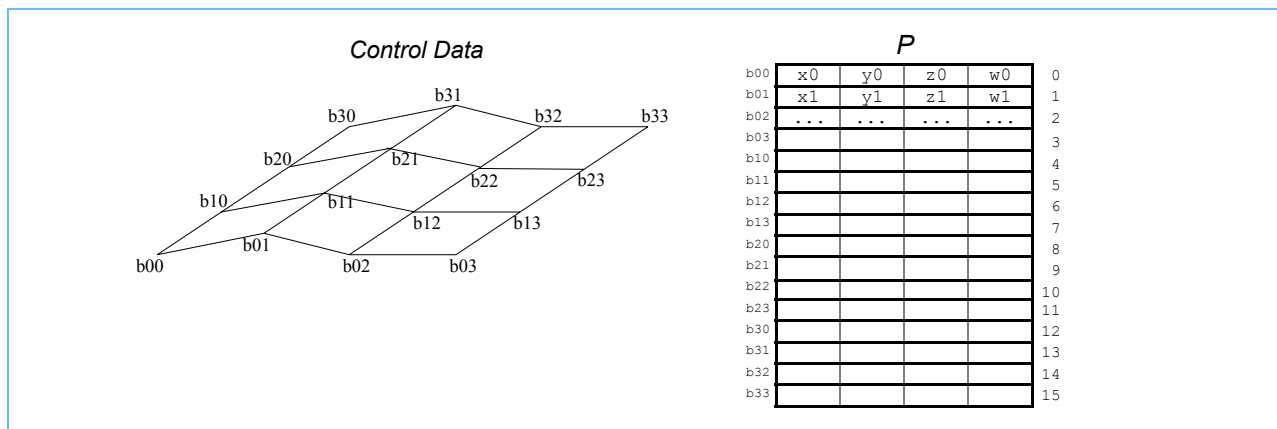 Control Data
b31
b30
b32
b33
b20
b21
b22
b23
b10
b11
b12
b13
b01
b00
b02
b03
P
b00 x0 y0 z0 w0 0
b01 x1 y1 z1 w1 1
b02 ... ... ... ... 2
b03 3
b10 4
b11 5
b12 6
b13 7
b20 8
b21 9
b22 10
b23 11
b30 12
b31 13
b32 14
b33 15